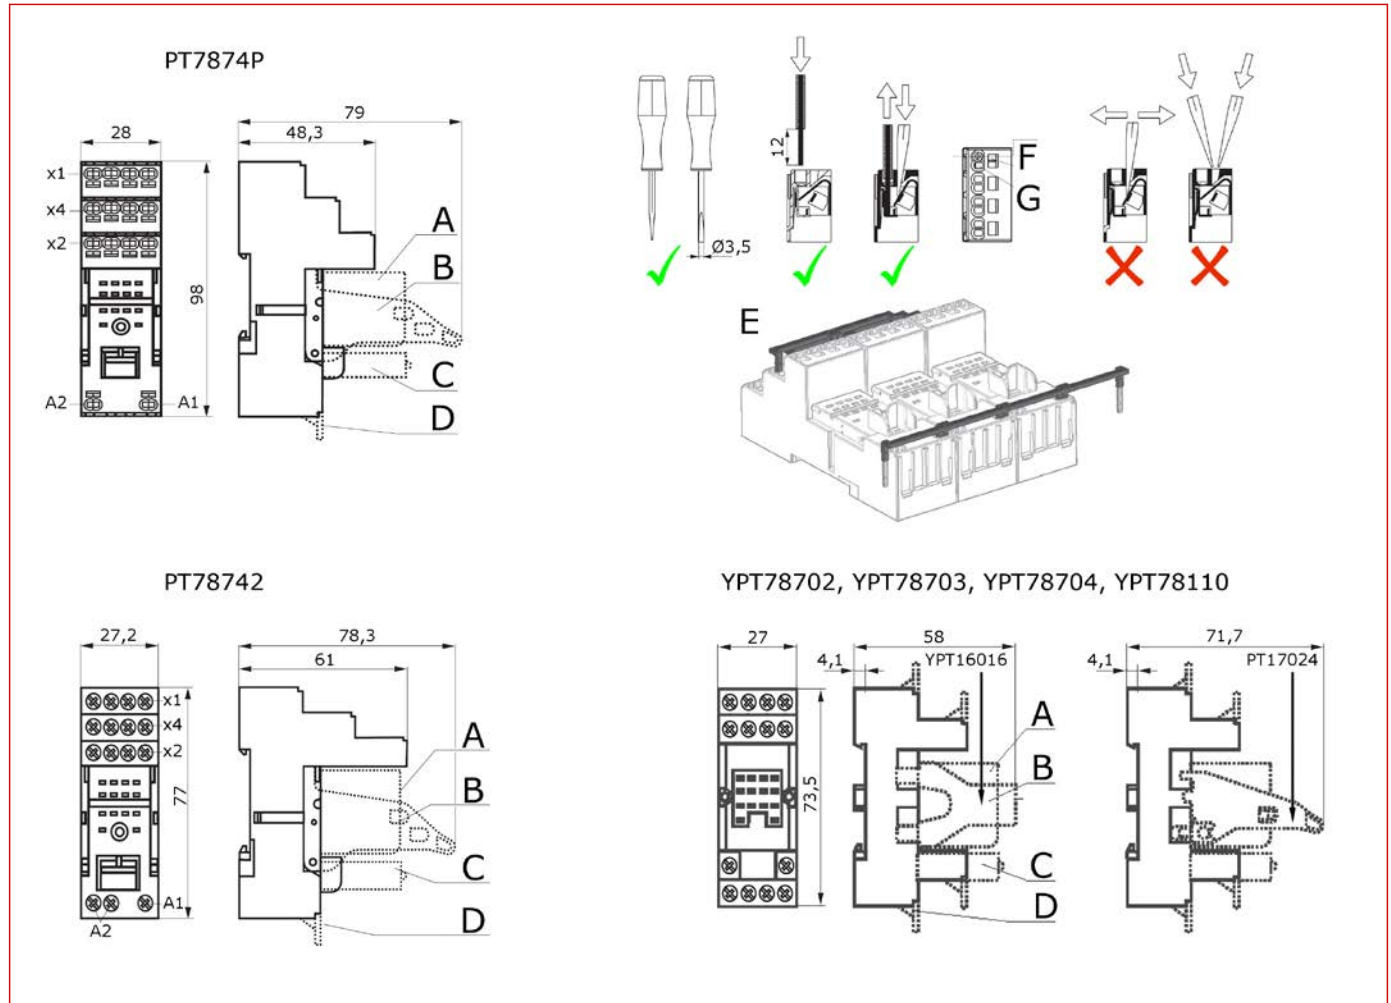 PT7874P
28
x1
x4
x2
A2
A1
98
79
48,3
A
B
C
D
12
Ø3,5
F
G
E
PT78742
27,2
x1
x4
x2
77
A1
A2
78,3
61
A
B
C
D
YPT78702, YPT78703, YPT78704, YPT78110
27
73,5
58
4,1
YPT16016
A
B
C
D
71,7
4,1
PT17024